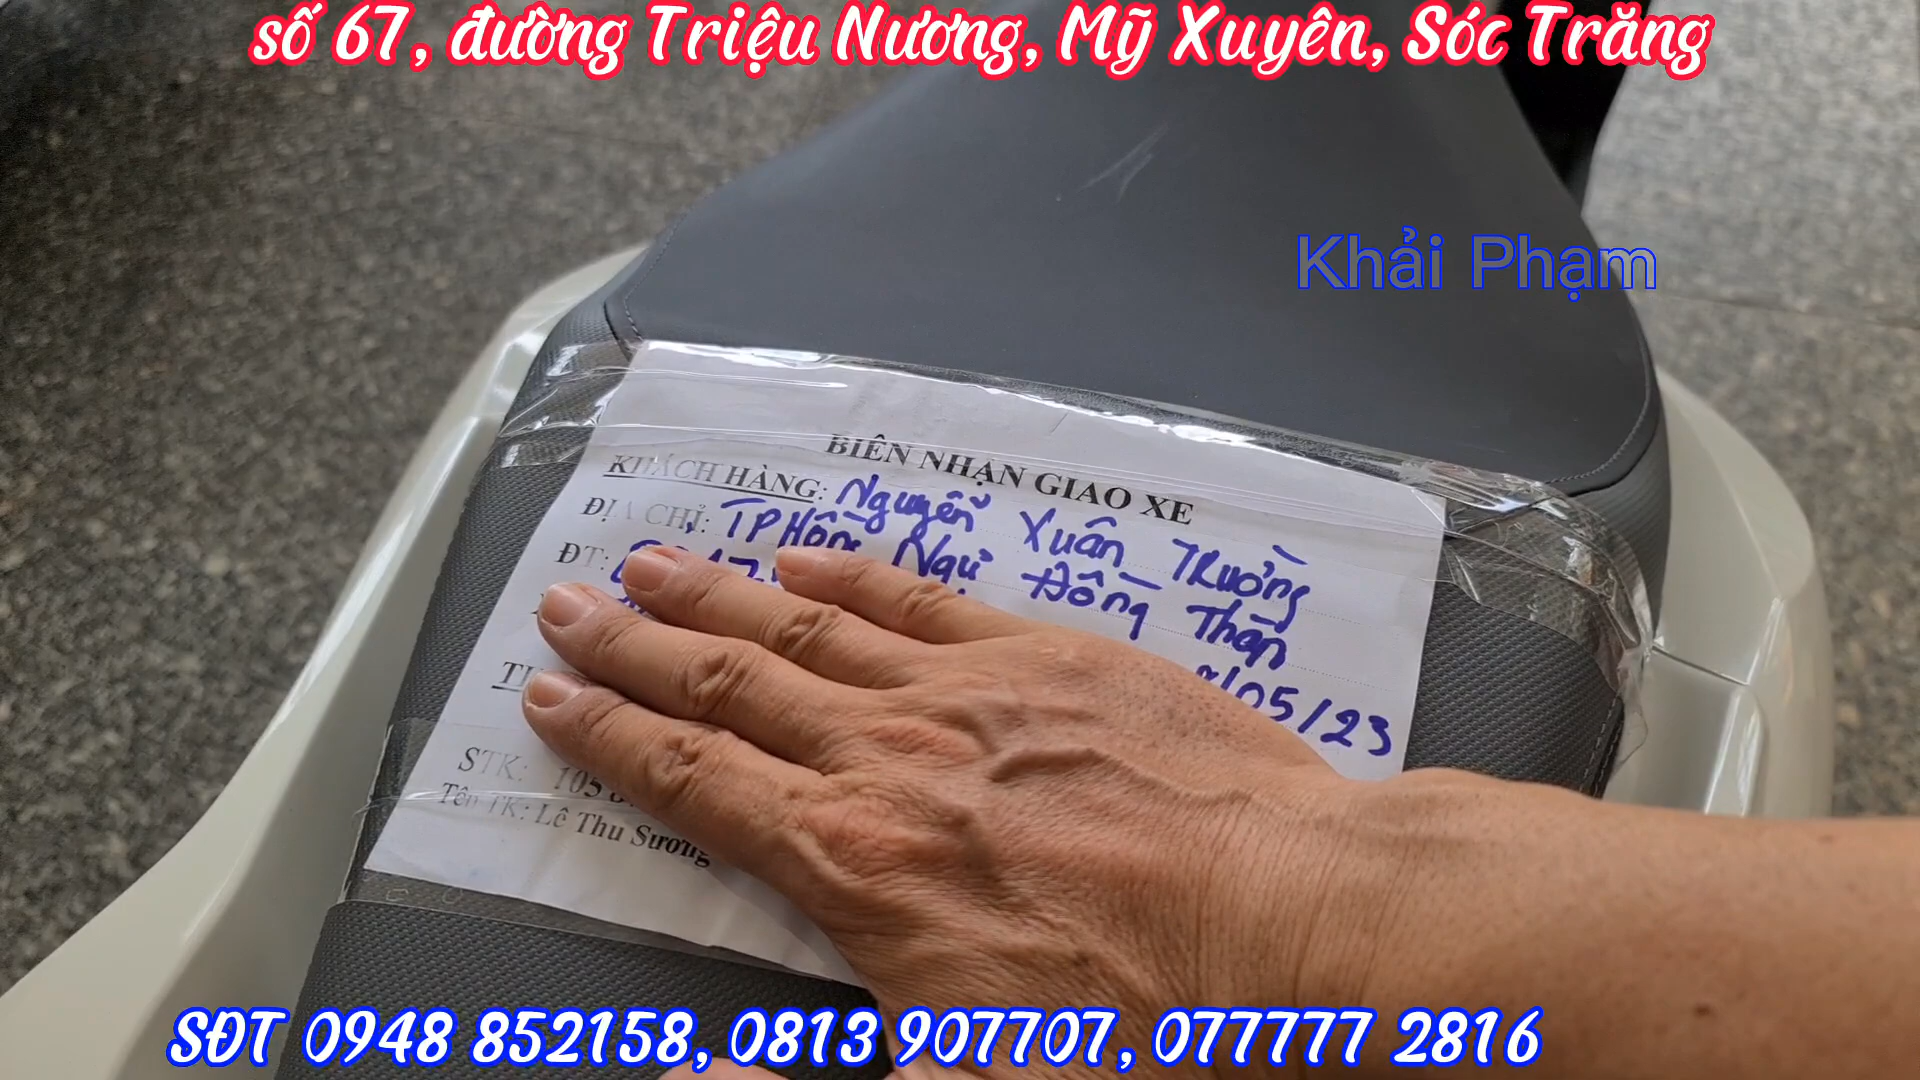 số 67, đường Triệu Nương, Mỹ Xuyên, Sóc Trăng
Khải Phạm
BIÊN NHẬN GIAO XE
KHÁCH HÀNG: Nguyễn Xuân Trường
ĐỊA CHỈ: TP Hồng Ngự Đồng Tháp
ĐT:
/05/23
STK: 105
Tên TK: Lê Thu Sương
SĐT 0948 852158, 0813 907707, 077777 2816